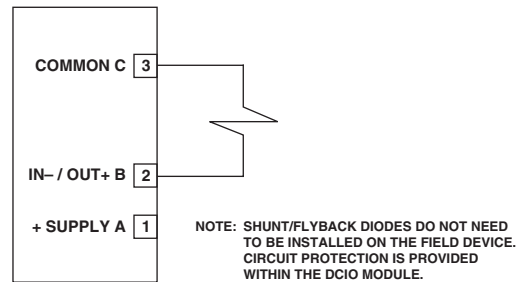 COMMON C 3
IN– / OUT+ B 2
+ SUPPLY A 1
NOTE: SHUNT/FLYBACK DIODES DO NOT NEED
TO BE INSTALLED ON THE FIELD DEVICE.
CIRCUIT PROTECTION IS PROVIDED
WITHIN THE DCIO MODULE.